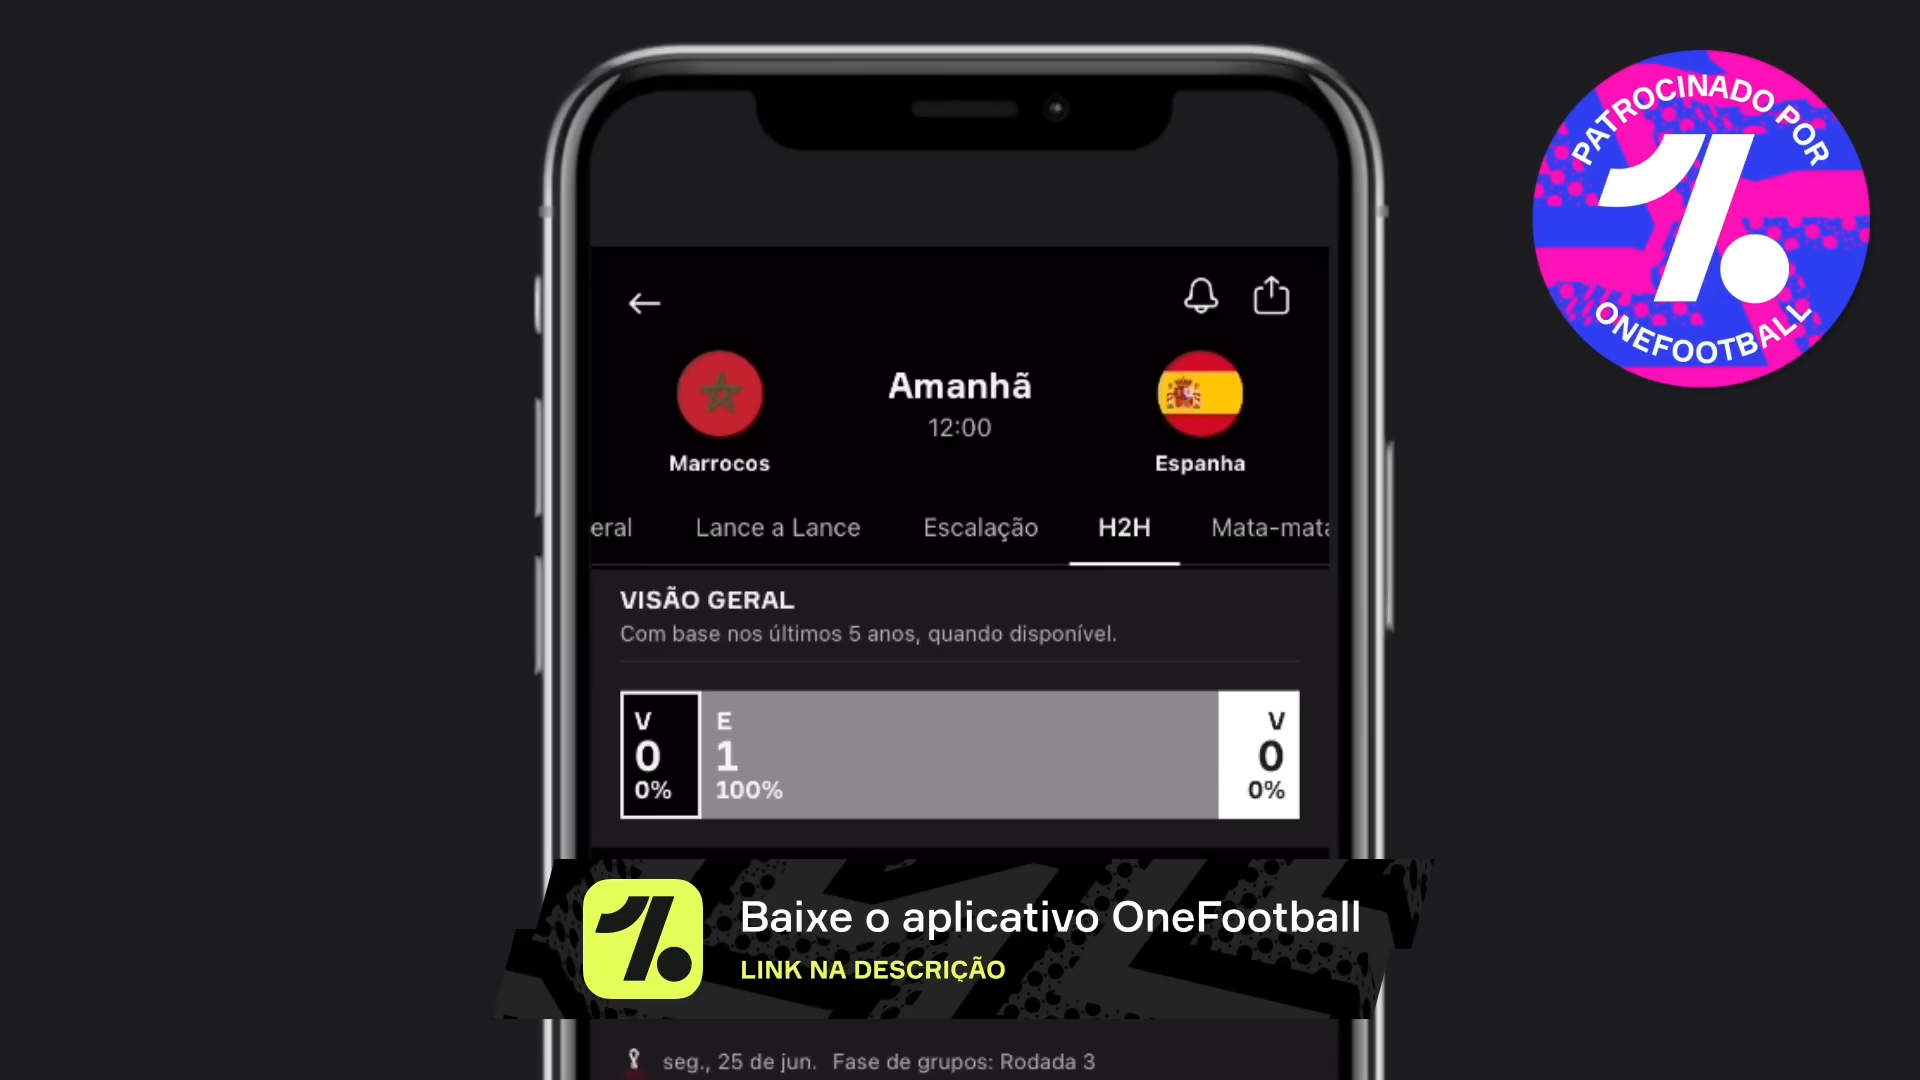 PATROCINADO POR
ONEFOOTBALL
Amanhã
12:00
Marrocos
Espanha
eral
Lance a Lance
Escalação
H2H
Mata-mata
VISÃO GERAL
Com base nos últimos 5 anos, quando disponível.
V
0
0%
E
1
100%
V
0
0%
Baixe o aplicativo OneFootball
LINK NA DESCRIÇÃO
seg., 25 de jun. Fase de grupos: Rodada 3